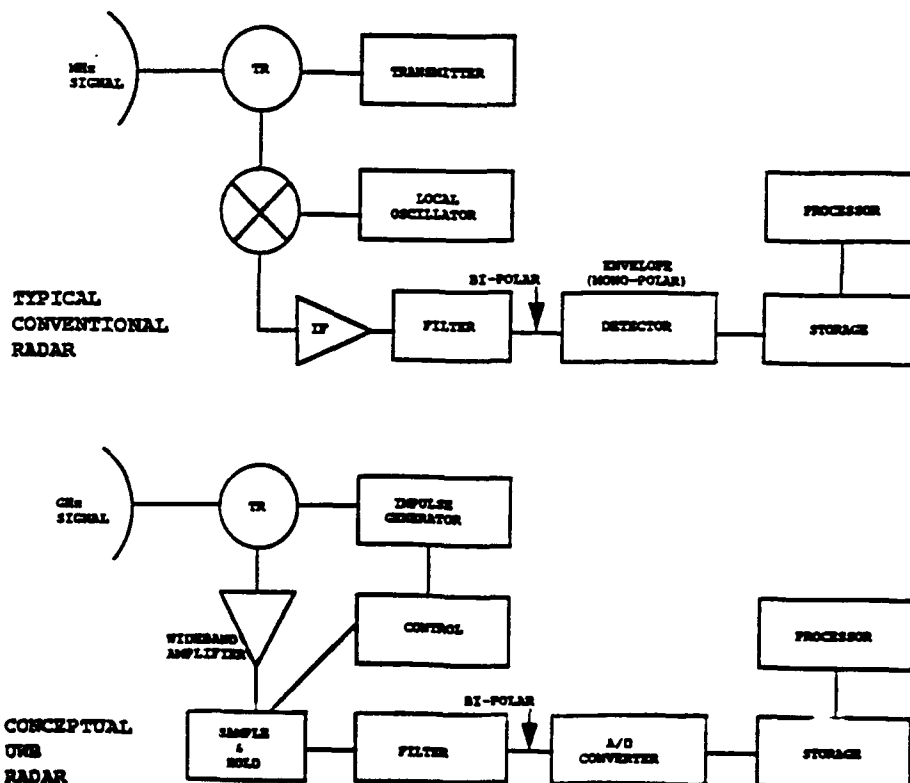 MHz
SIGNAL
TR
TRANSMITTER
LOCAL
OSCILLATOR
PROCESSOR
TYPICAL
CONVENTIONAL
RADAR
IF
FILTER
BI-POLAR
ENVELOPE
(MONO-POLAR)
DETECTOR
STORAGE
GHz
SIGNAL
TR
IMPULSE
GENERATOR
WIDEBAND
AMPLIFIER
CONTROL
PROCESSOR
CONCEPTUAL
UWB
RADAR
SAMPLE
&
HOLD
FILTER
BI-POLAR
A/D
CONVERTER
STORAGE